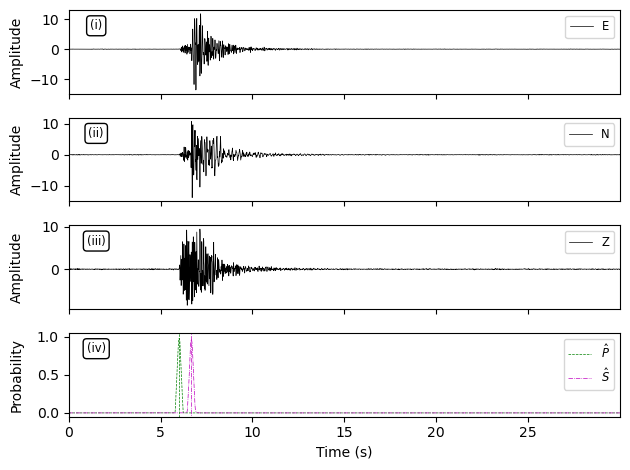 (i)
E
Amplitude
10
0
−10
(ii)
N
Amplitude
10
0
−10
(iii)
Z
Amplitude
10
0
(iv)
P̂
Ŝ
Probability
1.0
0.5
0.0
0 5 10 15 20 25
Time (s)